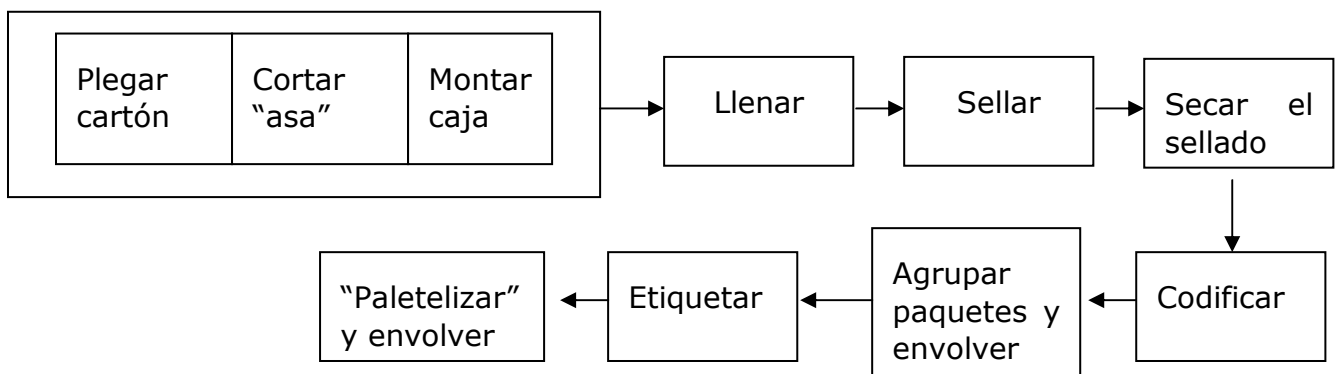 Plegar
cartón
Cortar
“asa”
Montar
caja
Llenar
Sellar
Secar el
sellado
Codificar
Agrupar
paquetes y
envolver
Etiquetar
“Paletelizar”
y envolver